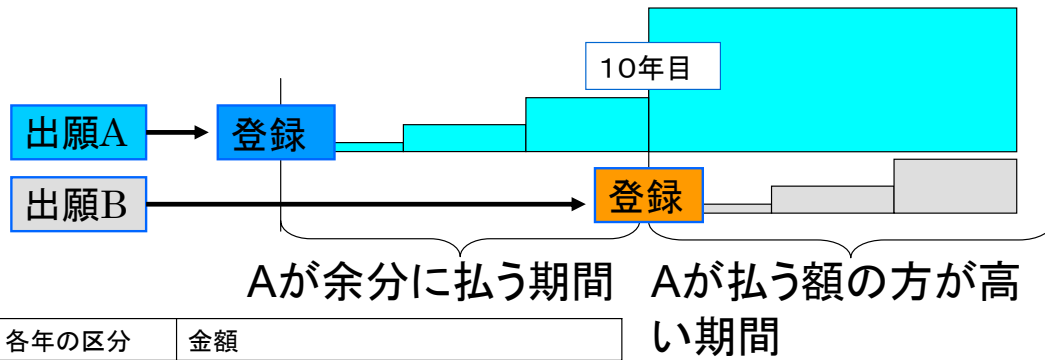 10年目
出願A
登録
出願B
登録
Aが余分に払う期間
Aが払う額の方が高
い期間
各年の区分
金額